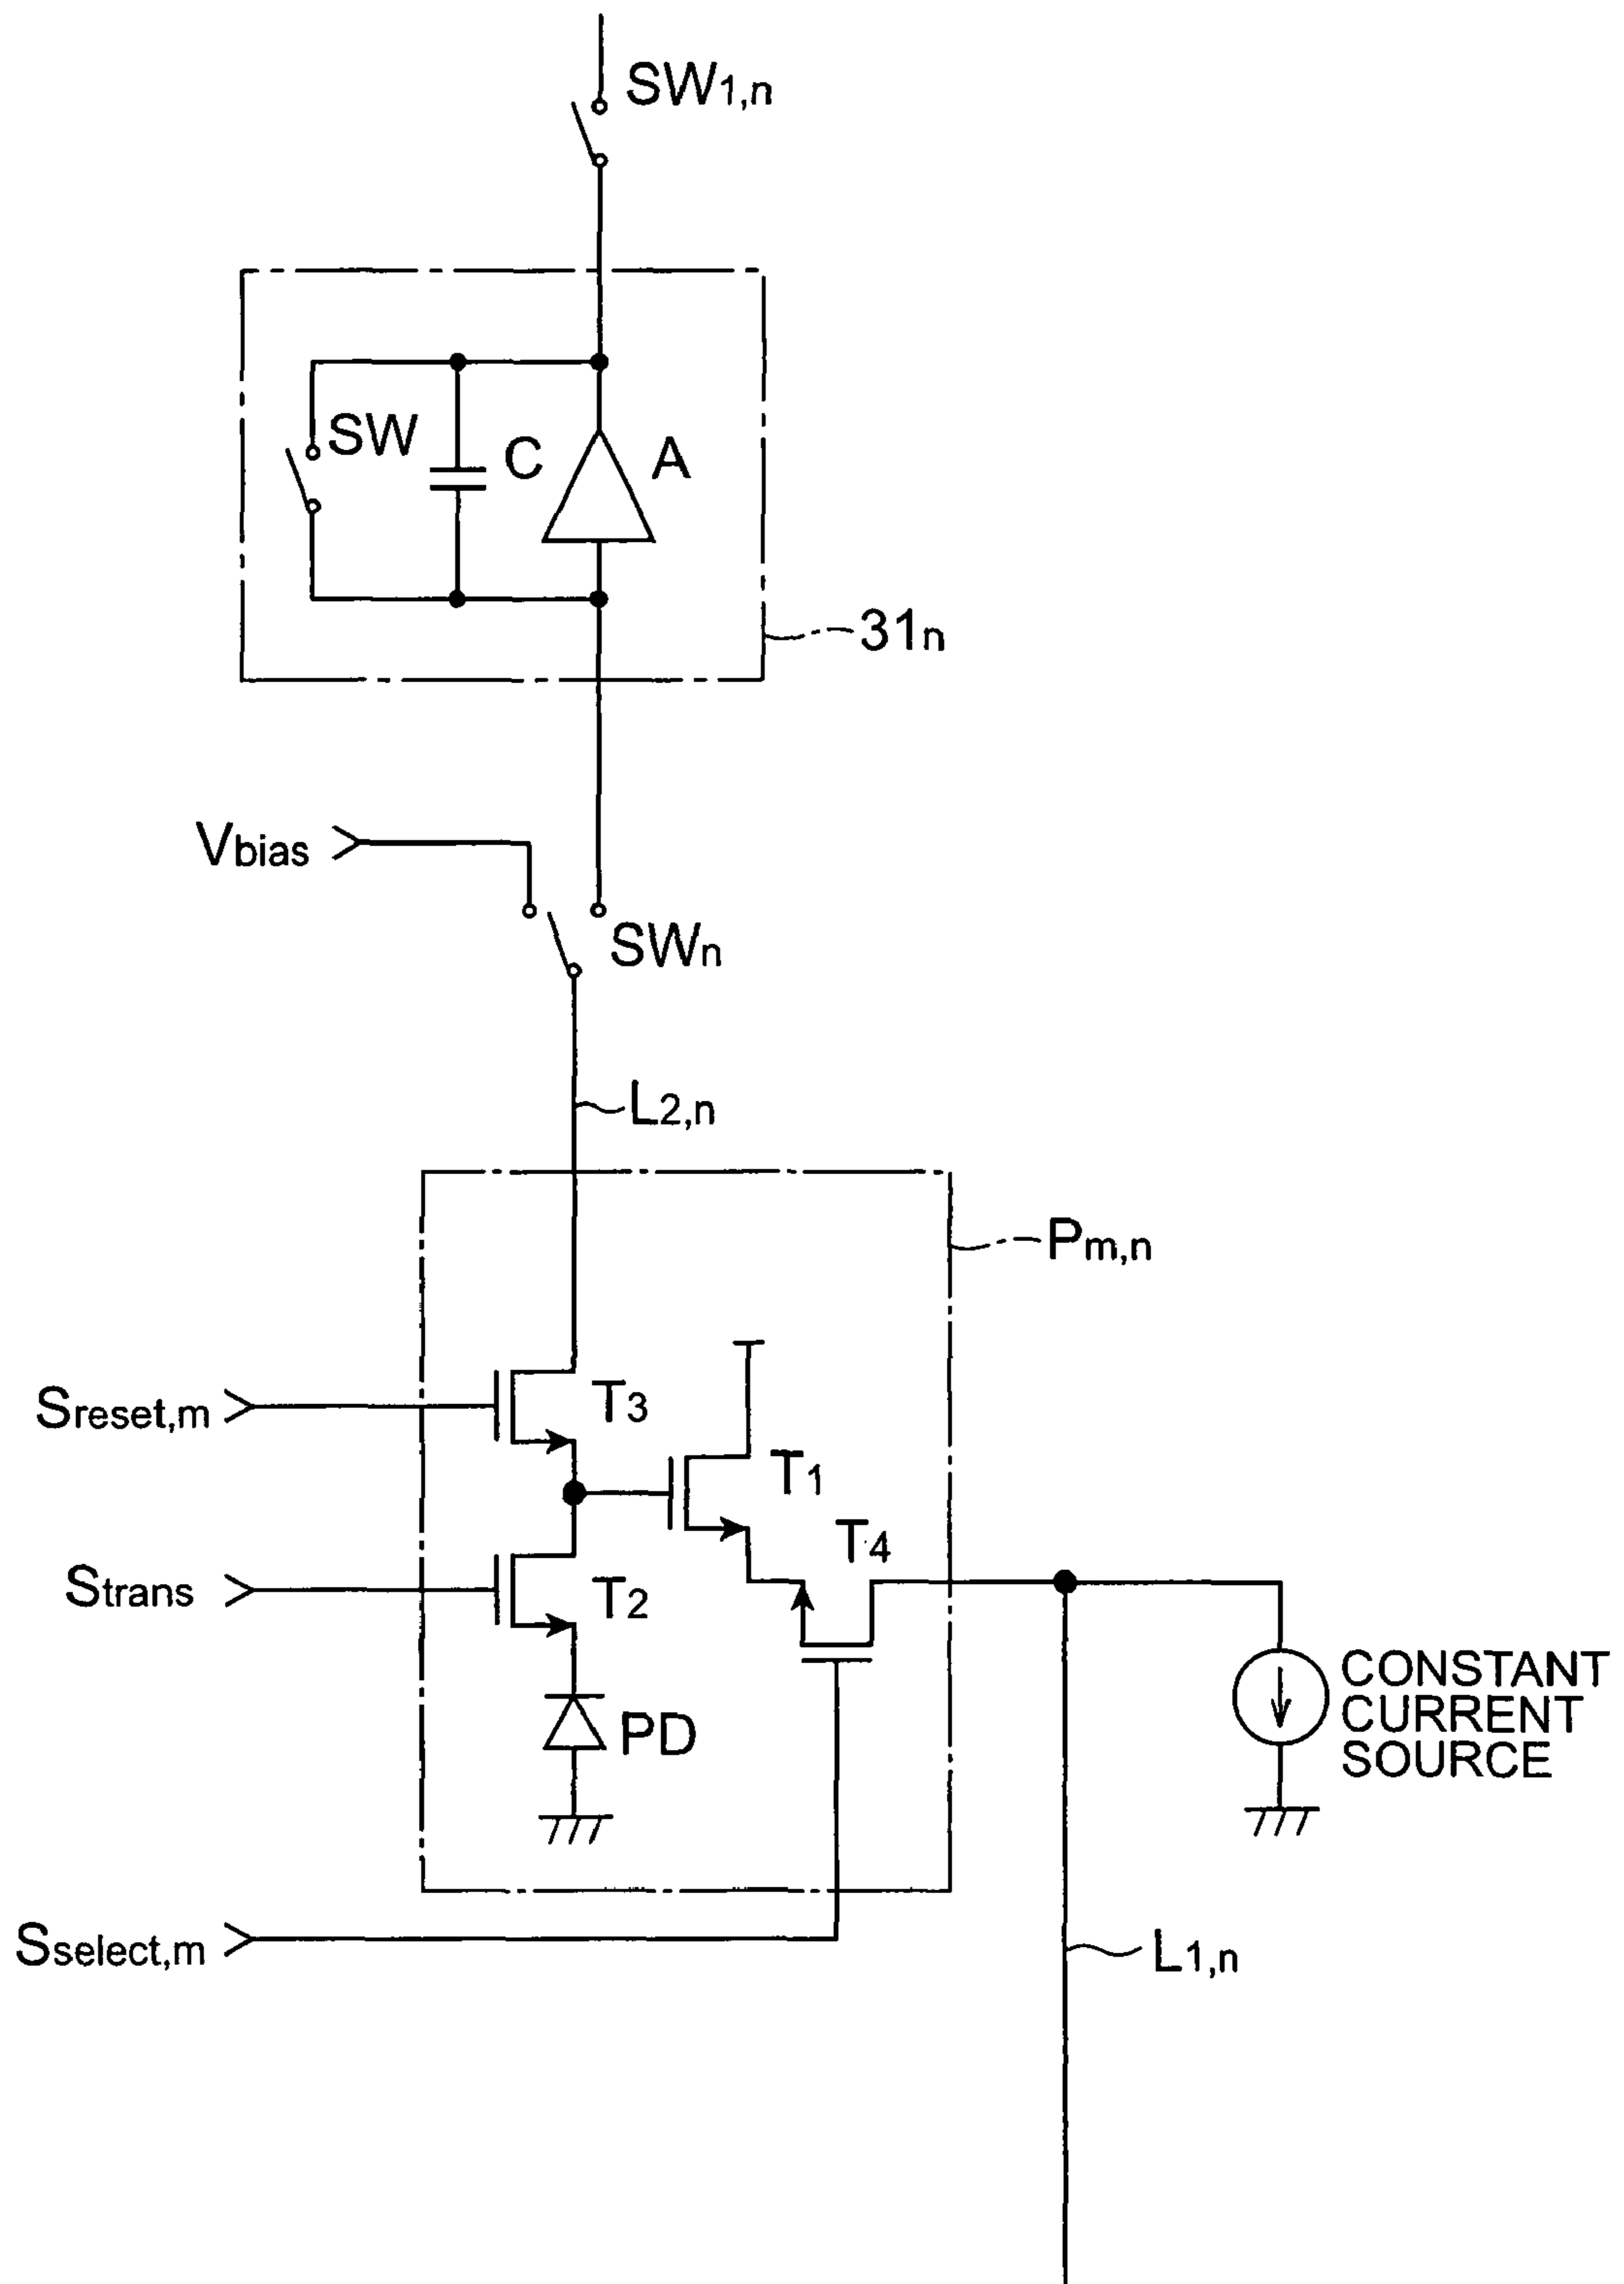 SW1,n
SW
C
A
31n
Vbias
SWn
L2,n
Pm,n
Sreset,m
T3
T1
T4
Strans
T2
CONSTANT
CURRENT
SOURCE
PD
Sselect,m
L1,n